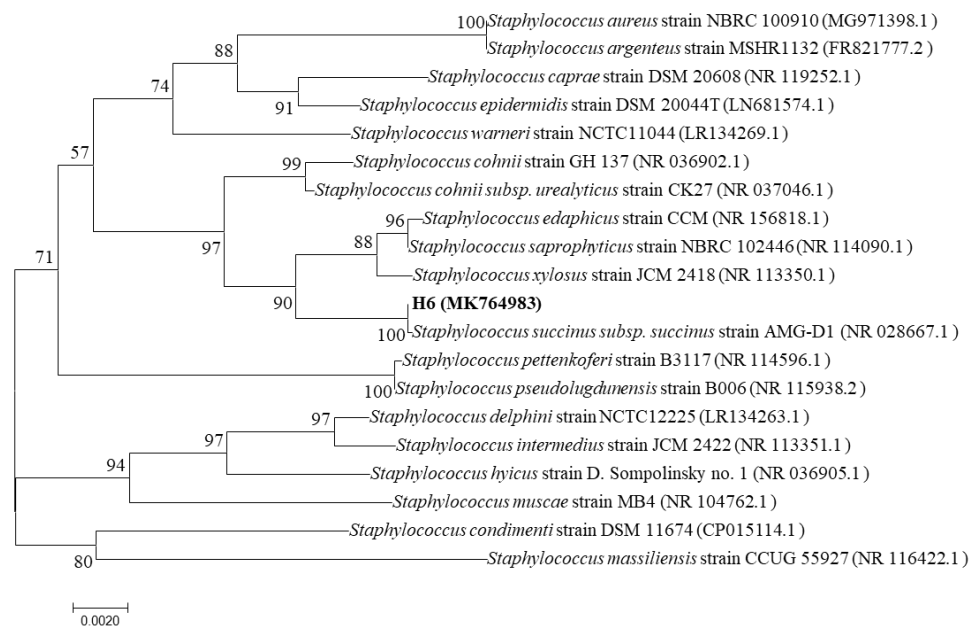 100 Staphylococcus aureus strain NBRC 100910 (MG971398.1)
88 Staphylococcus argenteus strain MSHR1132 (FR821777.2)
74 Staphylococcus caprae strain DSM 20608 (NR 119252.1)
91 Staphylococcus epidermidis strain DSM 20044T (LN681574.1)
Staphylococcus warneri strain NCTC11044 (LR134269.1)
57 99 Staphylococcus cohnii strain GH 137 (NR 036902.1)
Staphylococcus cohnii subsp. urealyticus strain CK27 (NR 037046.1)
96 Staphylococcus edaphicus strain CCM (NR 156818.1)
97 88 Staphylococcus saprophyticus strain NBRC 102446 (NR 114090.1)
71 Staphylococcus xylosus strain JCM 2418 (NR 113350.1)
90 H6 (MK764983)
100 Staphylococcus succinus subsp. succinus strain AMG-D1 (NR 028667.1)
Staphylococcus pettenkoferi strain B3117 (NR 114596.1)
100 Staphylococcus pseudolugdunensis strain B006 (NR 115938.2)
97 Staphylococcus delphini strain NCTC12225 (LR134263.1)
97 Staphylococcus intermedius strain JCM 2422 (NR 113351.1)
94 Staphylococcus hyicus strain D. Sompolinsky no. 1 (NR 036905.1)
Staphylococcus muscae strain MB4 (NR 104762.1)
Staphylococcus condimenti strain DSM 11674 (CP015114.1)
80 Staphylococcus massiliensis strain CCUG 55927 (NR 116422.1)
0.0020